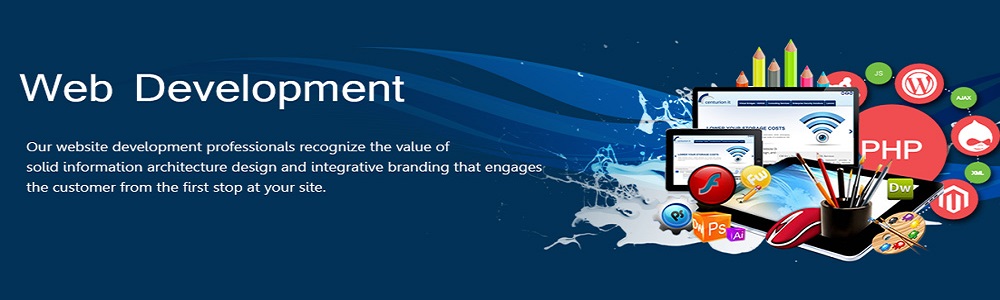 Web Development
Our website development professionals recognize the value of
solid information architecture design and integrative branding that engages
the customer from the first stop at your site.
JS
AJAX
PHP
XML
centurion
LOWER YOUR STORAGE COSTS
Fw
Dw
Ps
Ps
Ai